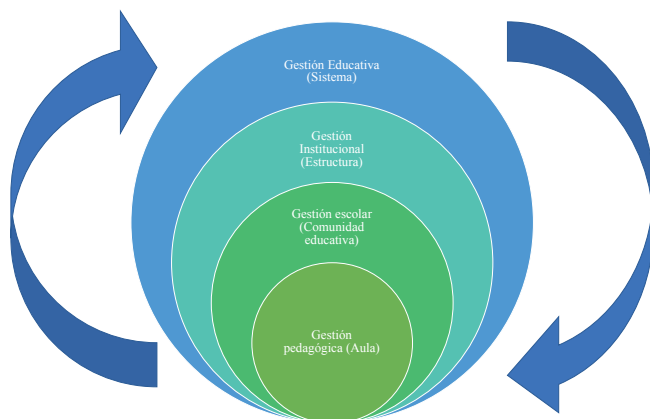 Gestión Educativa
(Sistema)
Gestión
Institucional
(Estructura)
Gestión escolar
(Comunidad
educativa)
Gestión
pedagógica (Aula)